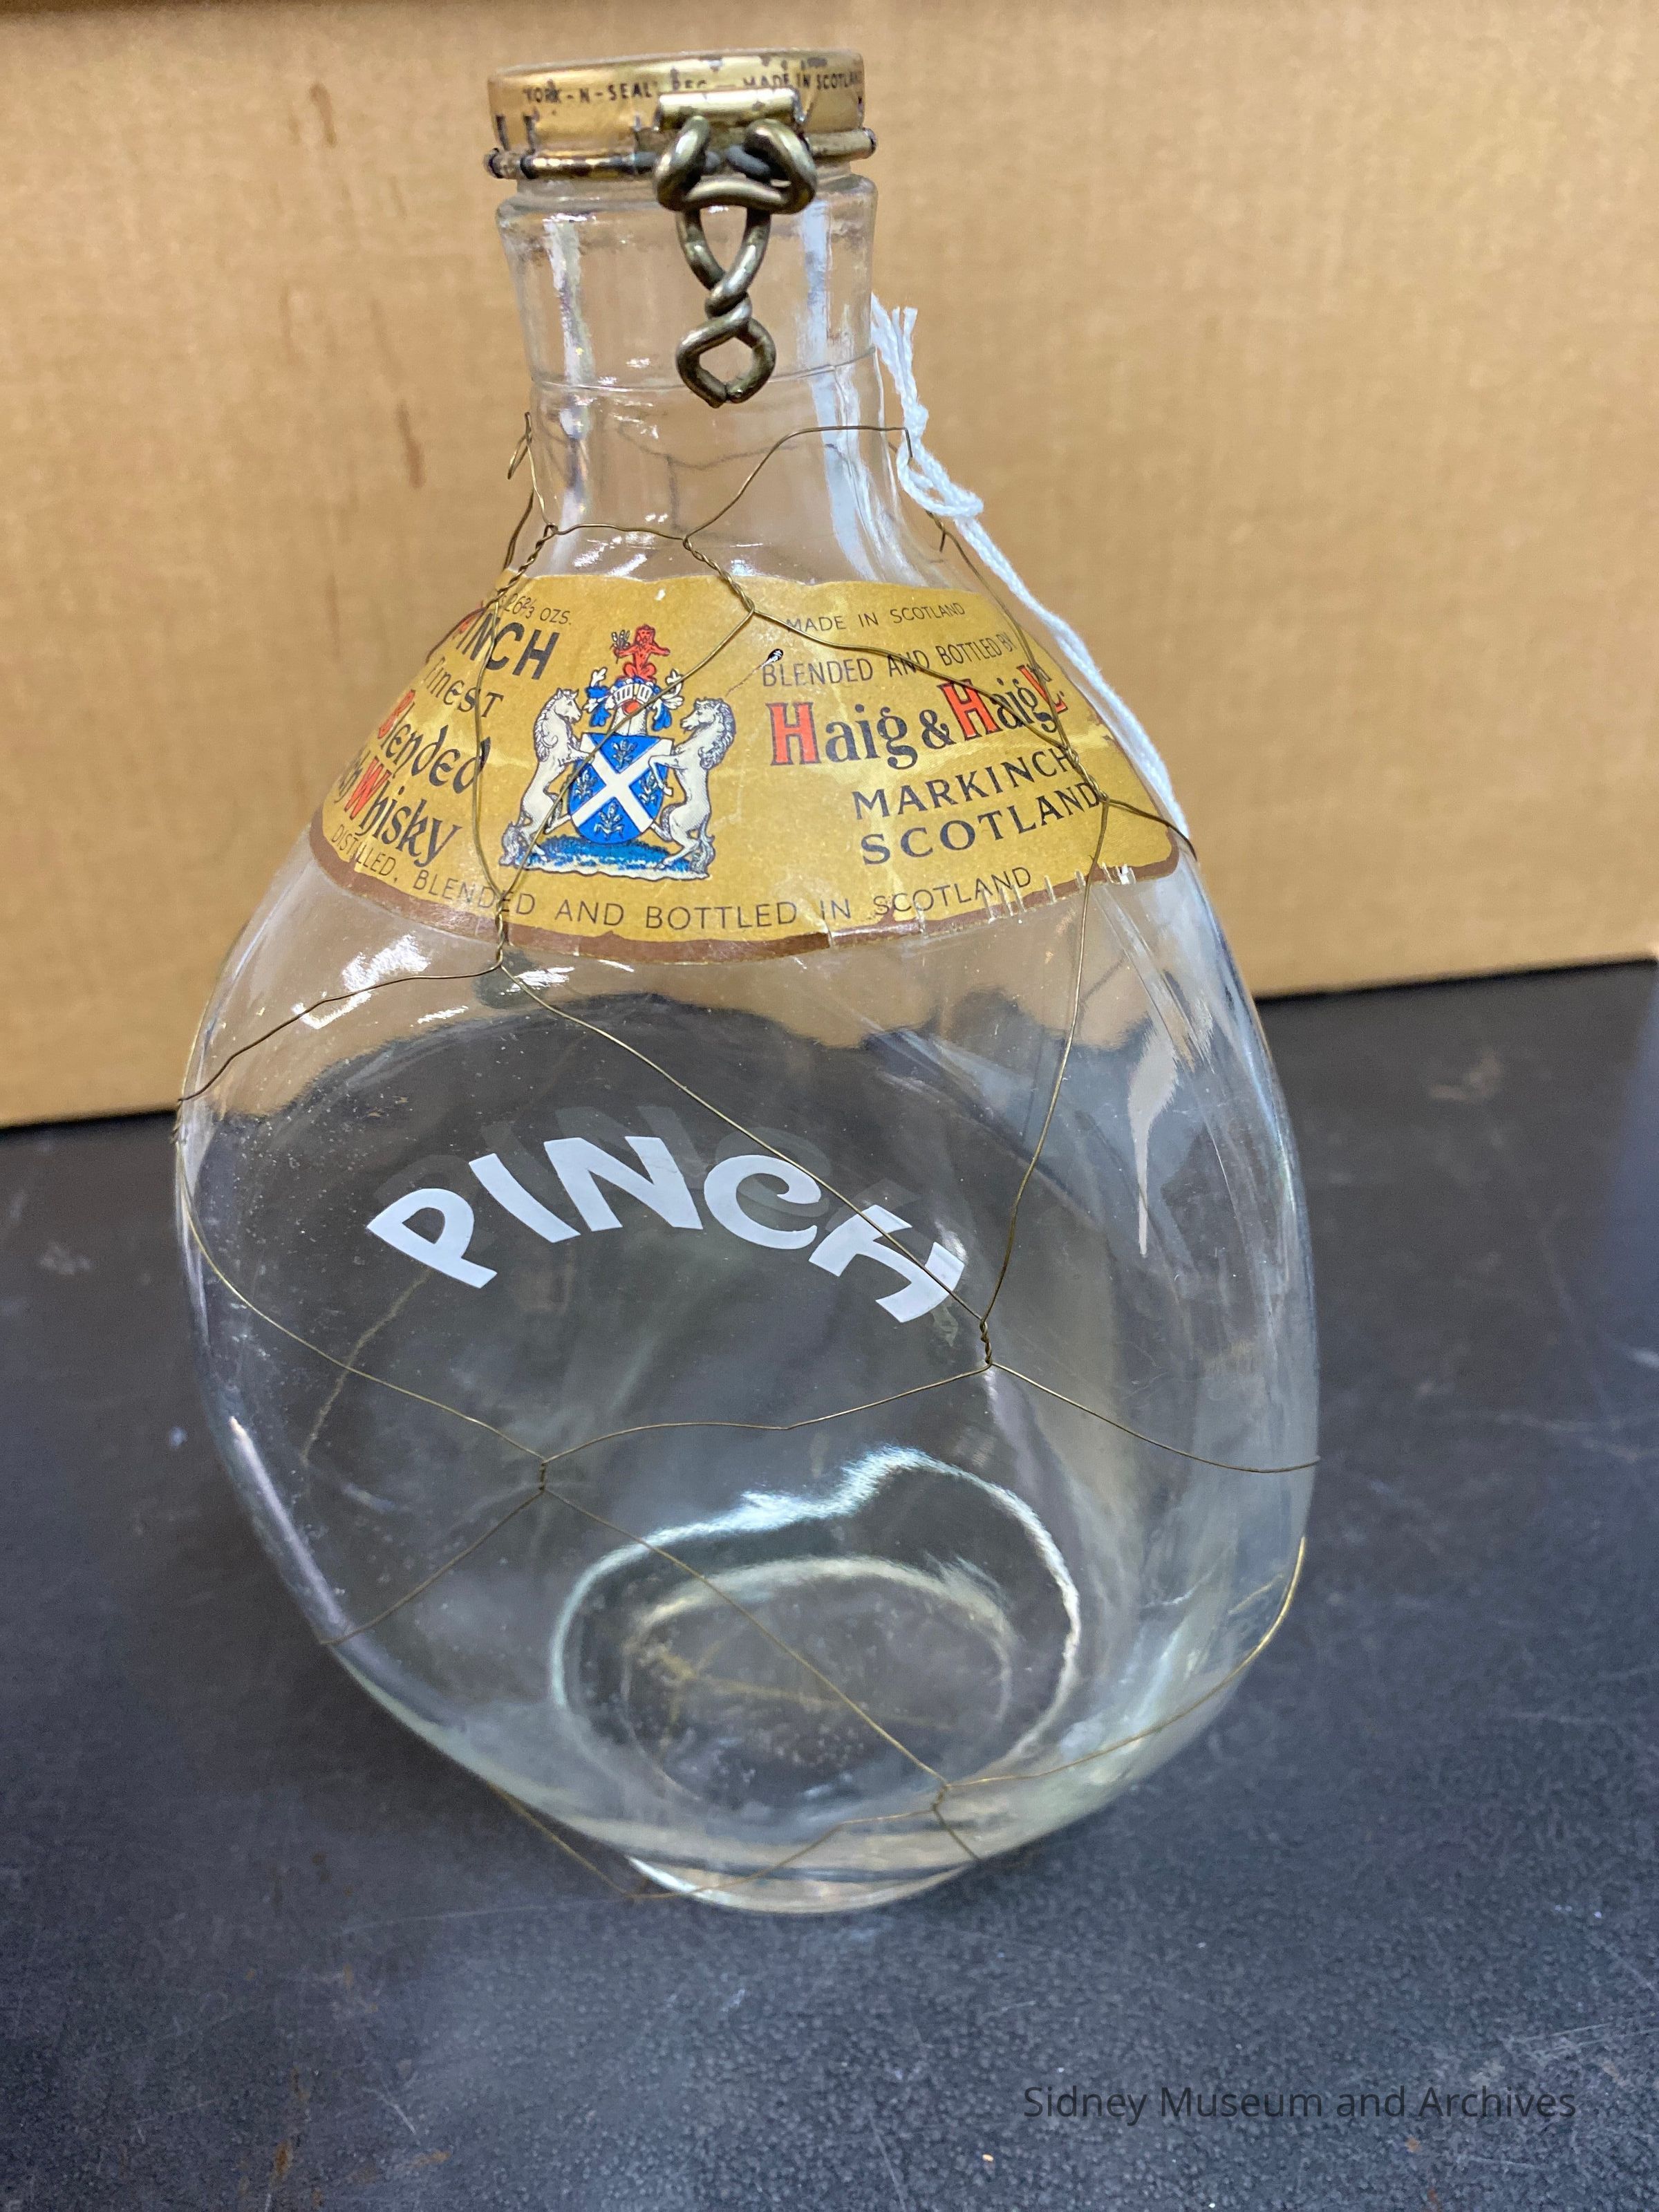 YORK-N-SEAL REG — MADE IN SCOTLAND
26⅔ OZS.
PINCH
Finest
Blended
Whisky
MADE IN SCOTLAND
BLENDED AND BOTTLED BY
Haig & Haig
MARKINCH
SCOTLAND
DISTILLED, BLENDED AND BOTTLED IN SCOTLAND
PINCH
Sidney Museum and Archives